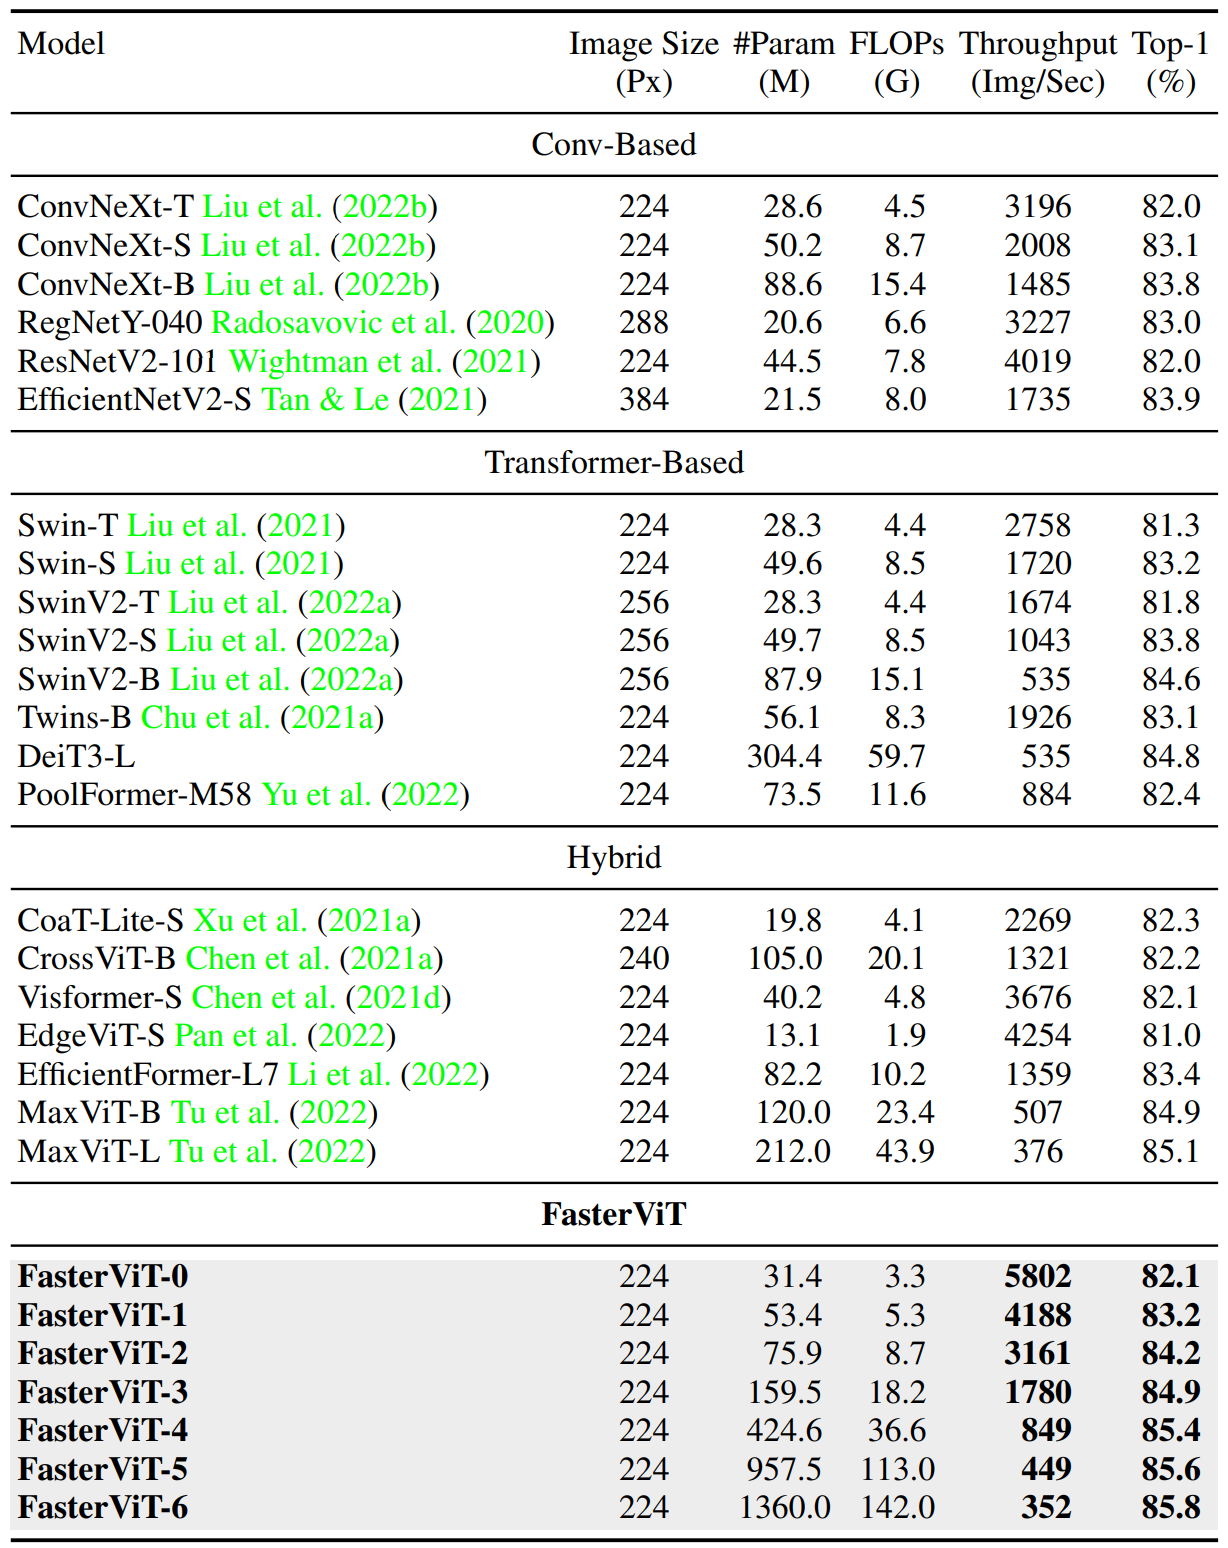 Model Image Size #Param FLOPs Throughput Top-1
(Px) (M) (G) (Img/Sec) (%)
Conv-Based
ConvNeXt-T Liu et al. (2022b) 224 28.6 4.5 3196 82.0
ConvNeXt-S Liu et al. (2022b) 224 50.2 8.7 2008 83.1
ConvNeXt-B Liu et al. (2022b) 224 88.6 15.4 1485 83.8
RegNetY-040 Radosavovic et al. (2020) 288 20.6 6.6 3227 83.0
ResNetV2-101 Wightman et al. (2021) 224 44.5 7.8 4019 82.0
EfficientNetV2-S Tan & Le (2021) 384 21.5 8.0 1735 83.9
Transformer-Based
Swin-T Liu et al. (2021) 224 28.3 4.4 2758 81.3
Swin-S Liu et al. (2021) 224 49.6 8.5 1720 83.2
SwinV2-T Liu et al. (2022a) 256 28.3 4.4 1674 81.8
SwinV2-S Liu et al. (2022a) 256 49.7 8.5 1043 83.8
SwinV2-B Liu et al. (2022a) 256 87.9 15.1 535 84.6
Twins-B Chu et al. (2021a) 224 56.1 8.3 1926 83.1
DeiT3-L 224 304.4 59.7 535 84.8
PoolFormer-M58 Yu et al. (2022) 224 73.5 11.6 884 82.4
Hybrid
CoaT-Lite-S Xu et al. (2021a) 224 19.8 4.1 2269 82.3
CrossViT-B Chen et al. (2021a) 240 105.0 20.1 1321 82.2
Visformer-S Chen et al. (2021d) 224 40.2 4.8 3676 82.1
EdgeViT-S Pan et al. (2022) 224 13.1 1.9 4254 81.0
EfficientFormer-L7 Li et al. (2022) 224 82.2 10.2 1359 83.4
MaxViT-B Tu et al. (2022) 224 120.0 23.4 507 84.9
MaxViT-L Tu et al. (2022) 224 212.0 43.9 376 85.1
FasterViT
FasterViT-0 224 31.4 3.3 5802 82.1
FasterViT-1 224 53.4 5.3 4188 83.2
FasterViT-2 224 75.9 8.7 3161 84.2
FasterViT-3 224 159.5 18.2 1780 84.9
FasterViT-4 224 424.6 36.6 849 85.4
FasterViT-5 224 957.5 113.0 449 85.6
FasterViT-6 224 1360.0 142.0 352 85.8